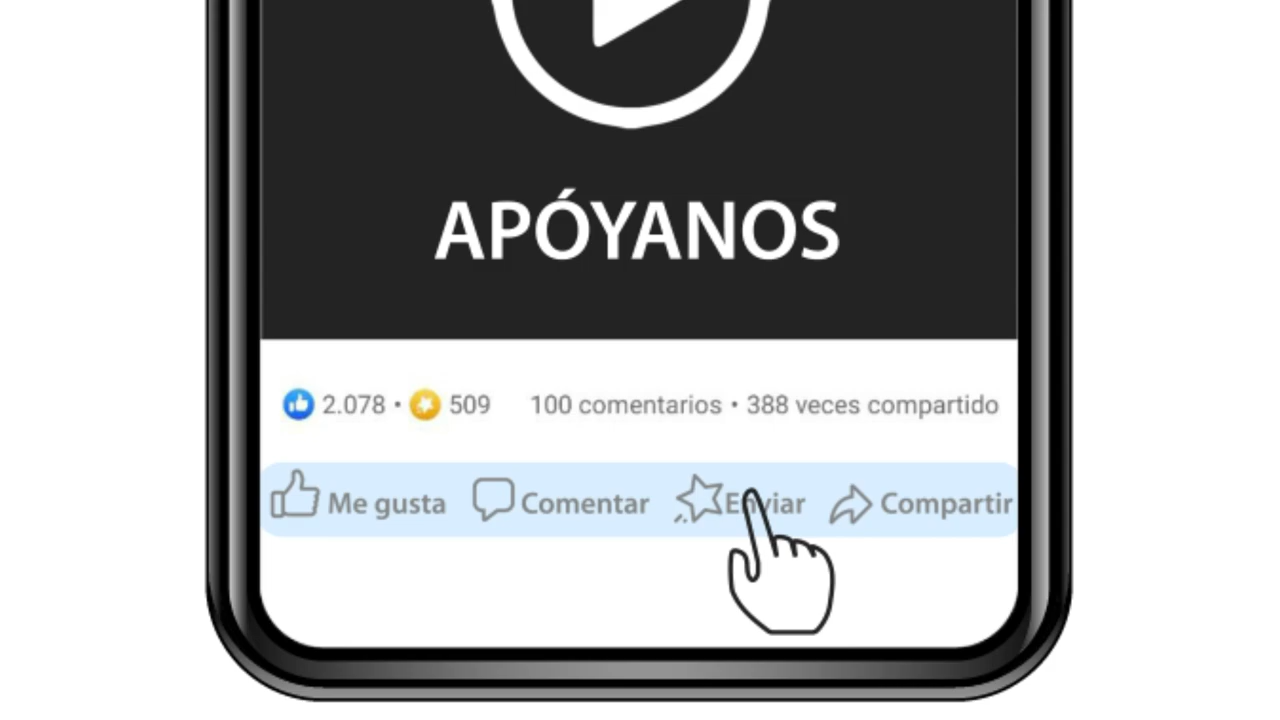 APÓYANOS
2.078 • 509 100 comentarios • 388 veces compartido
Me gusta Comentar Enviar Compartir